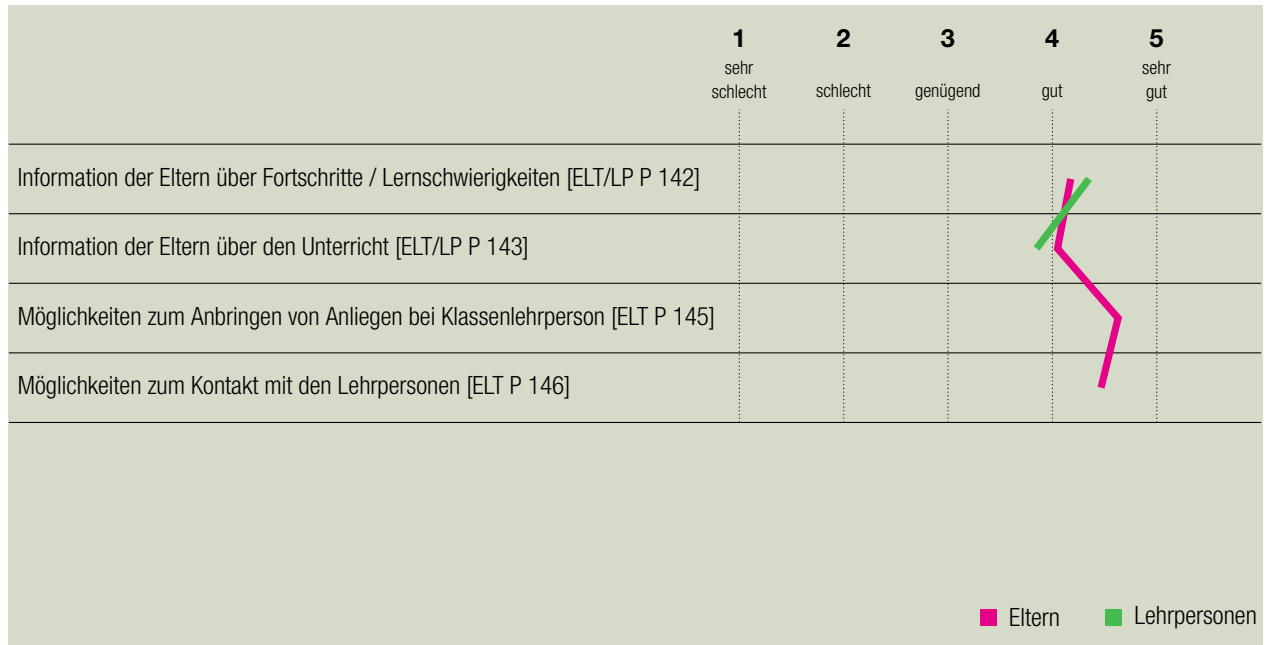 1 2 3 4 5
sehr schlecht schlecht genügend gut sehr gut
Information der Eltern über Fortschritte / Lernschwierigkeiten [ELT/LP P 142]
Information der Eltern über den Unterricht [ELT/LP P 143]
Möglichkeiten zum Anbringen von Anliegen bei Klassenlehrperson [ELT P 145]
Möglichkeiten zum Kontakt mit den Lehrpersonen [ELT P 146]
Eltern Lehrpersonen